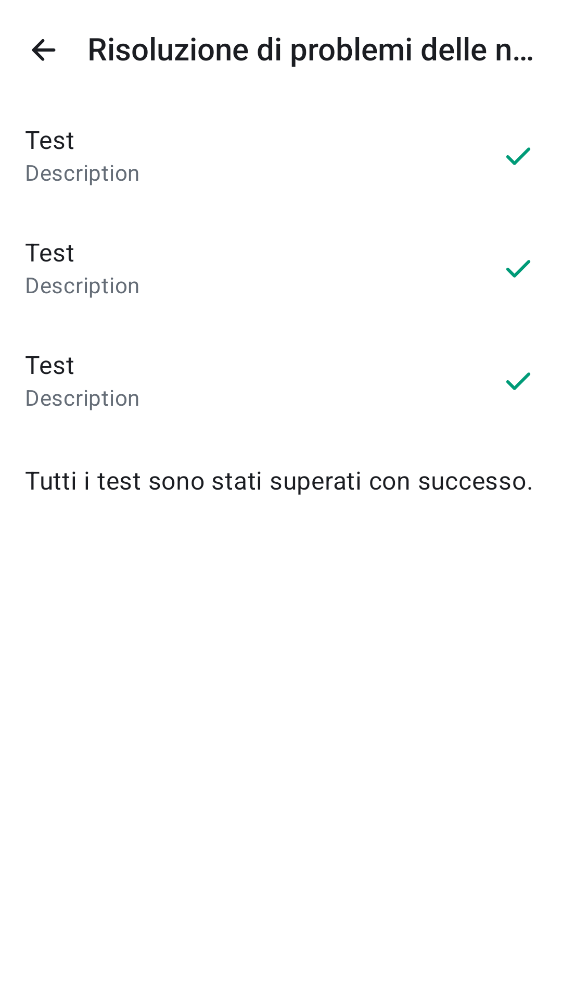 Risoluzione di problemi delle n...
Test
Description
Test
Description
Test
Description
Tutti i test sono stati superati con successo.